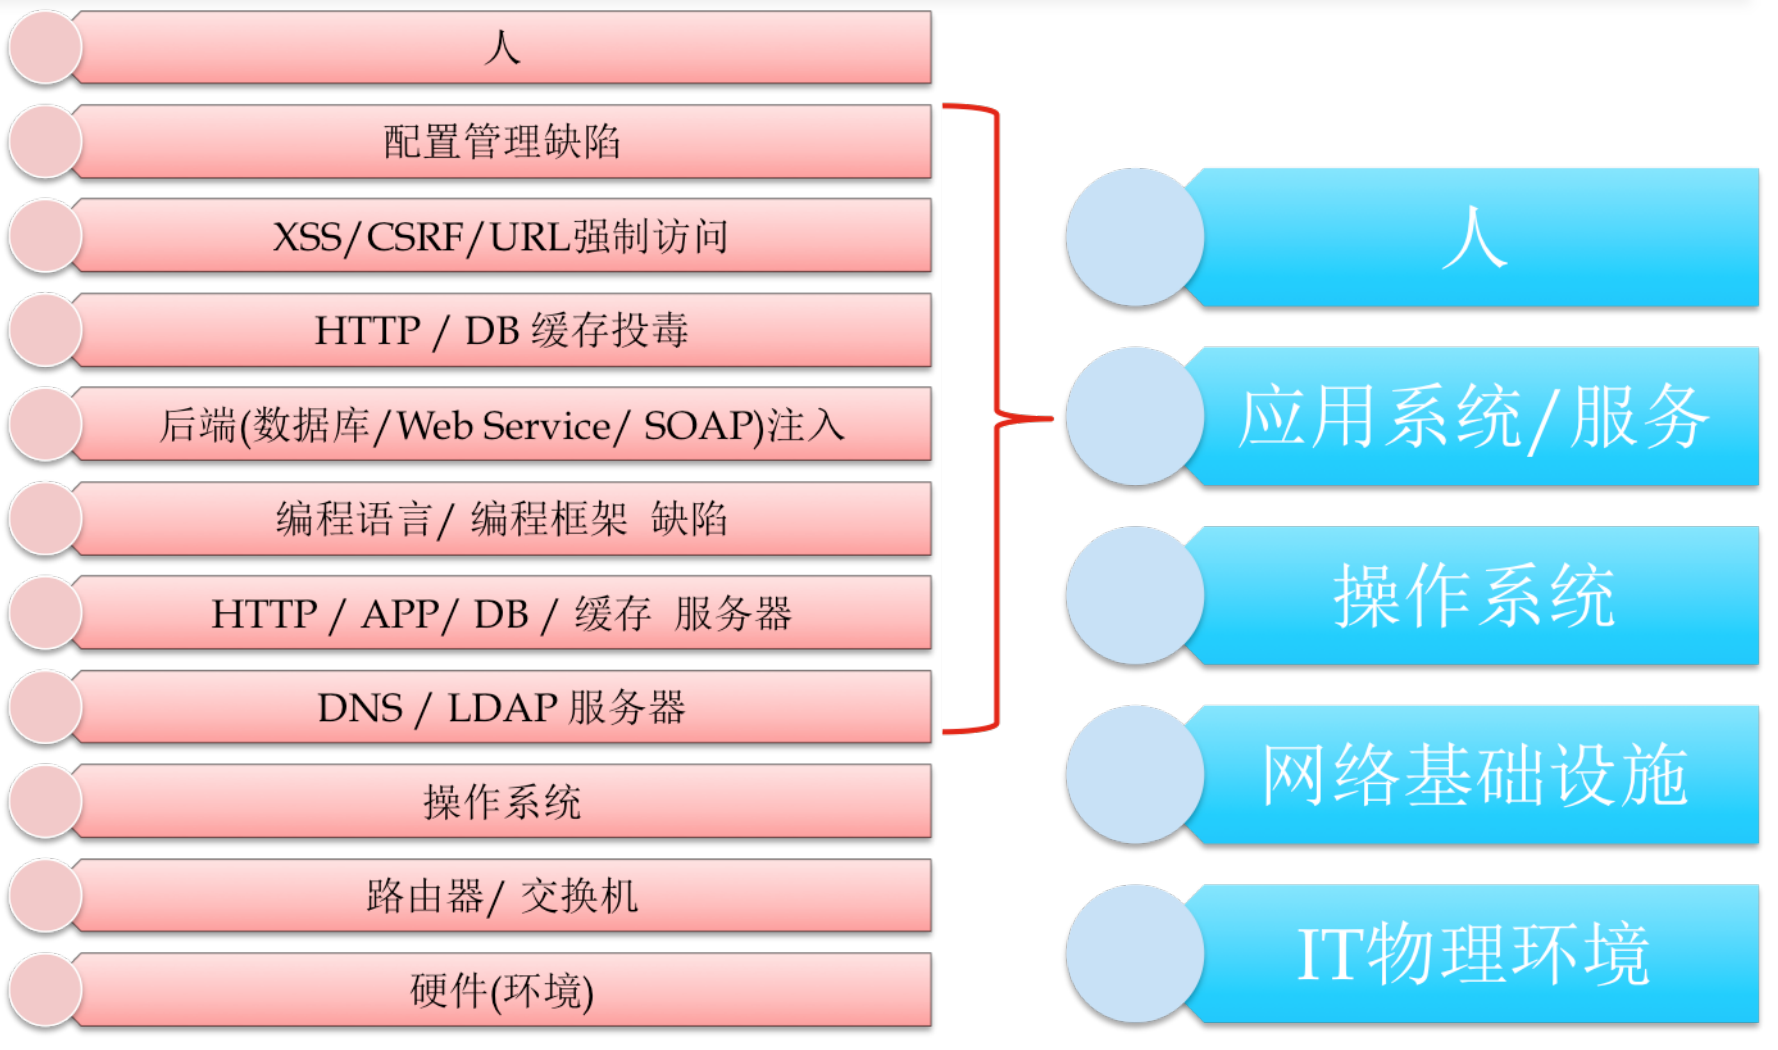 人
配置管理缺陷
XSS/CSRF/URL强制访问
HTTP / DB 缓存投毒
后端(数据库/Web Service/ SOAP)注入
编程语言/ 编程框架 缺陷
HTTP / APP/ DB / 缓存 服务器
DNS / LDAP 服务器
操作系统
路由器/ 交换机
硬件(环境)
人
应用系统/服务
操作系统
网络基础设施
IT物理环境